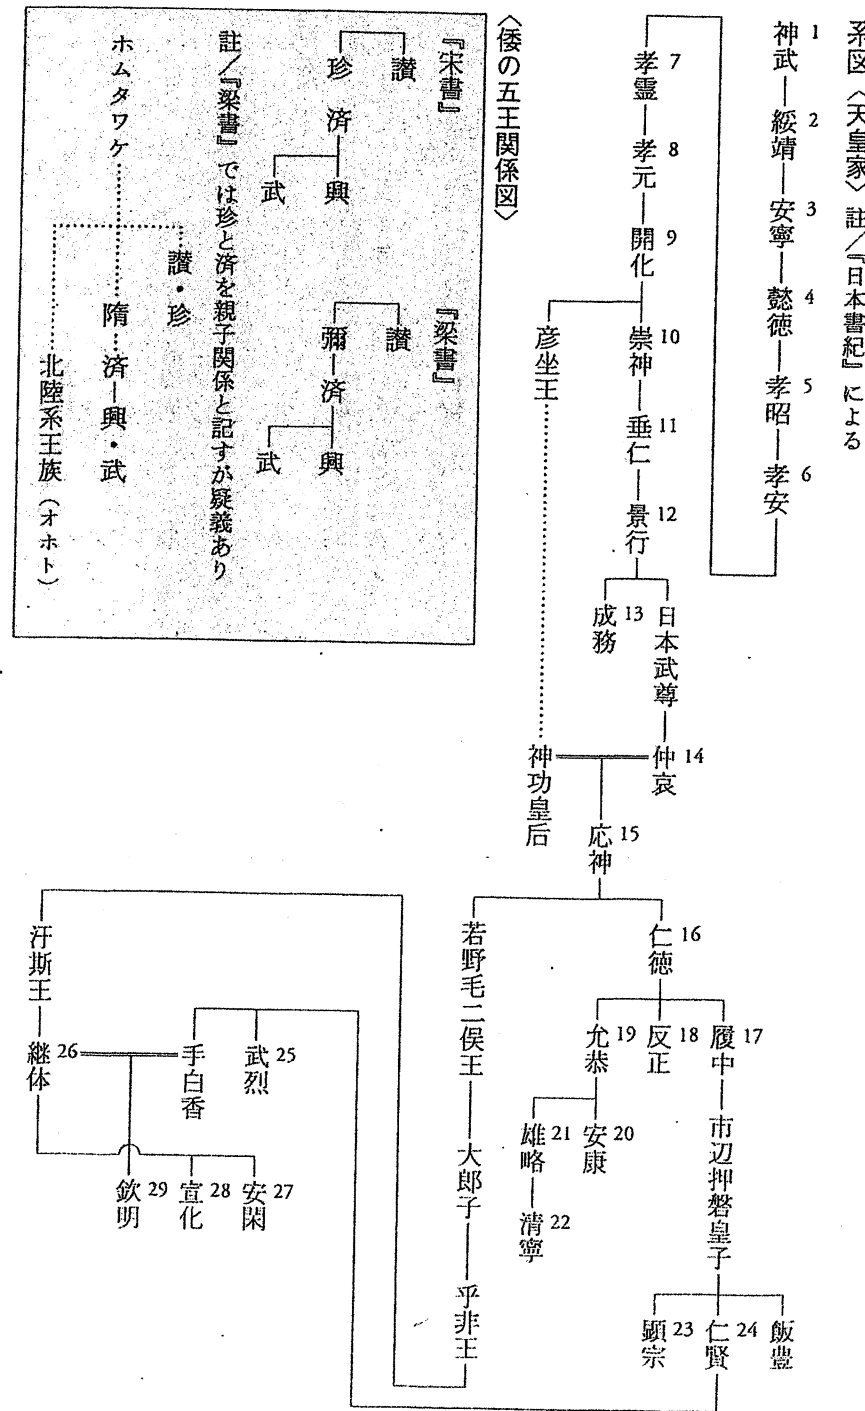 系図〈天皇家〉 註/『日本書紀』による
1 神武
2 綏靖
3 安寧
4 懿徳
5 孝昭
6 孝安
7 孝霊
8 孝元
9 開化
10 崇神
11 垂仁
12 景行
彦坐王
日本武尊
13 成務
14 仲哀
神功皇后
15 応神
16 仁徳
若野毛二俣王
大郎子
乎非王
17 履中
18 反正
19 允恭
市辺押磐皇子
20 安康
21 雄略
22 清寧
飯豊
24 仁賢
23 顕宗
25 武烈
手白香
汙斯王
26 継体
27 安閑
28 宣化
29 欽明
〈倭の五王関係図〉
『宋書』
讃
珍
済
興
武
『梁書』
讃
彌
済
興
武
註/『梁書』では珍と済を親子関係と記すが疑義あり
ホムタワケ
讃・珍
隋
済
興・武
北陸系王族(オホト)